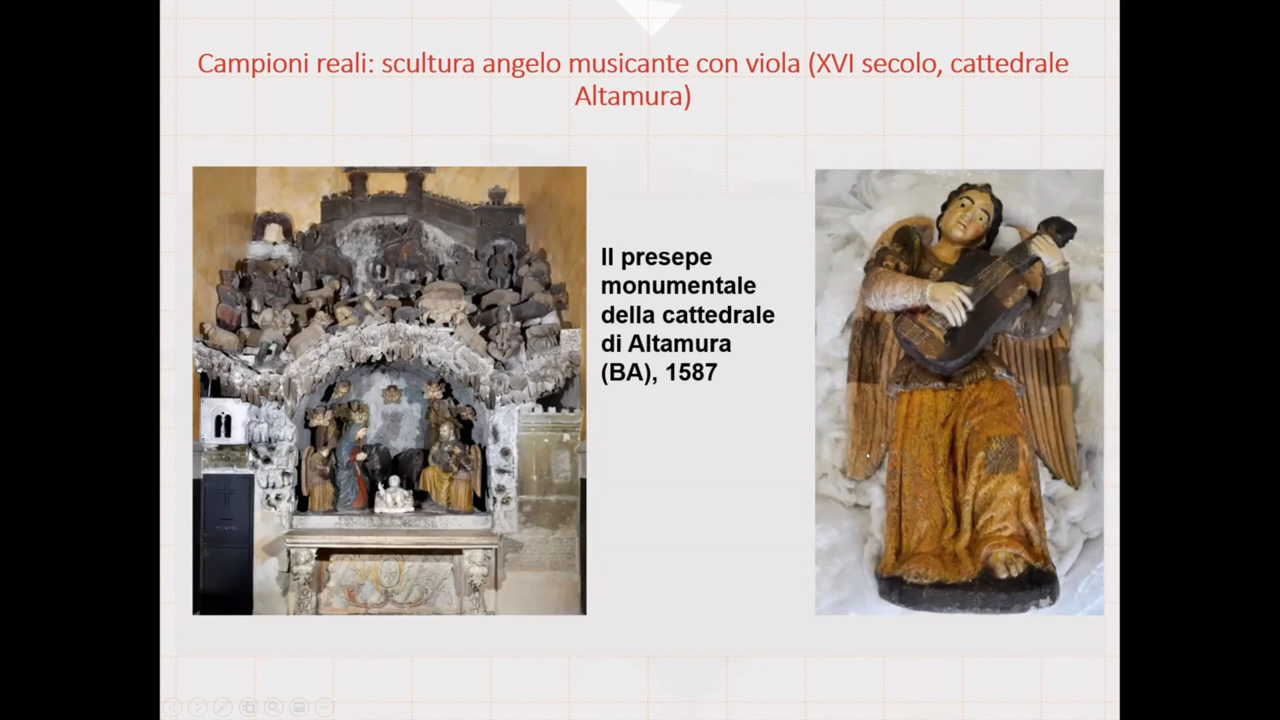 Campioni reali: scultura angelo musicante con viola (XVI secolo, cattedrale
Altamura)
Il presepe
monumentale
della cattedrale
di Altamura
(BA), 1587